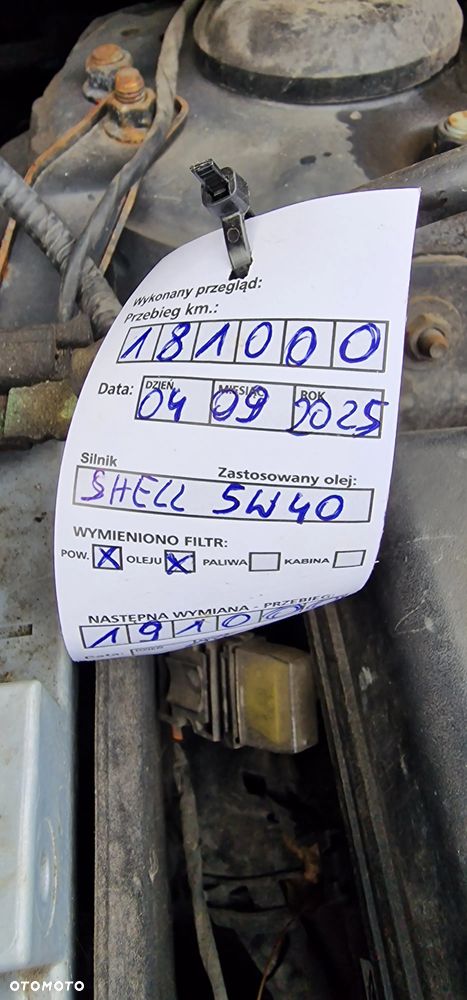 Wykonany przegląd:
Przebieg km.:
181000
Data: DZIEŃ MIESIĄC ROK
04 09 2025
Silnik Zastosowany olej:
SHELL 5W40
WYMIENIONO FILTR:
POW. X OLEJU X PALIWA KABINA
NASTĘPNA WYMIANA - PRZEBIEG
191000
Data:
OTOMOTO